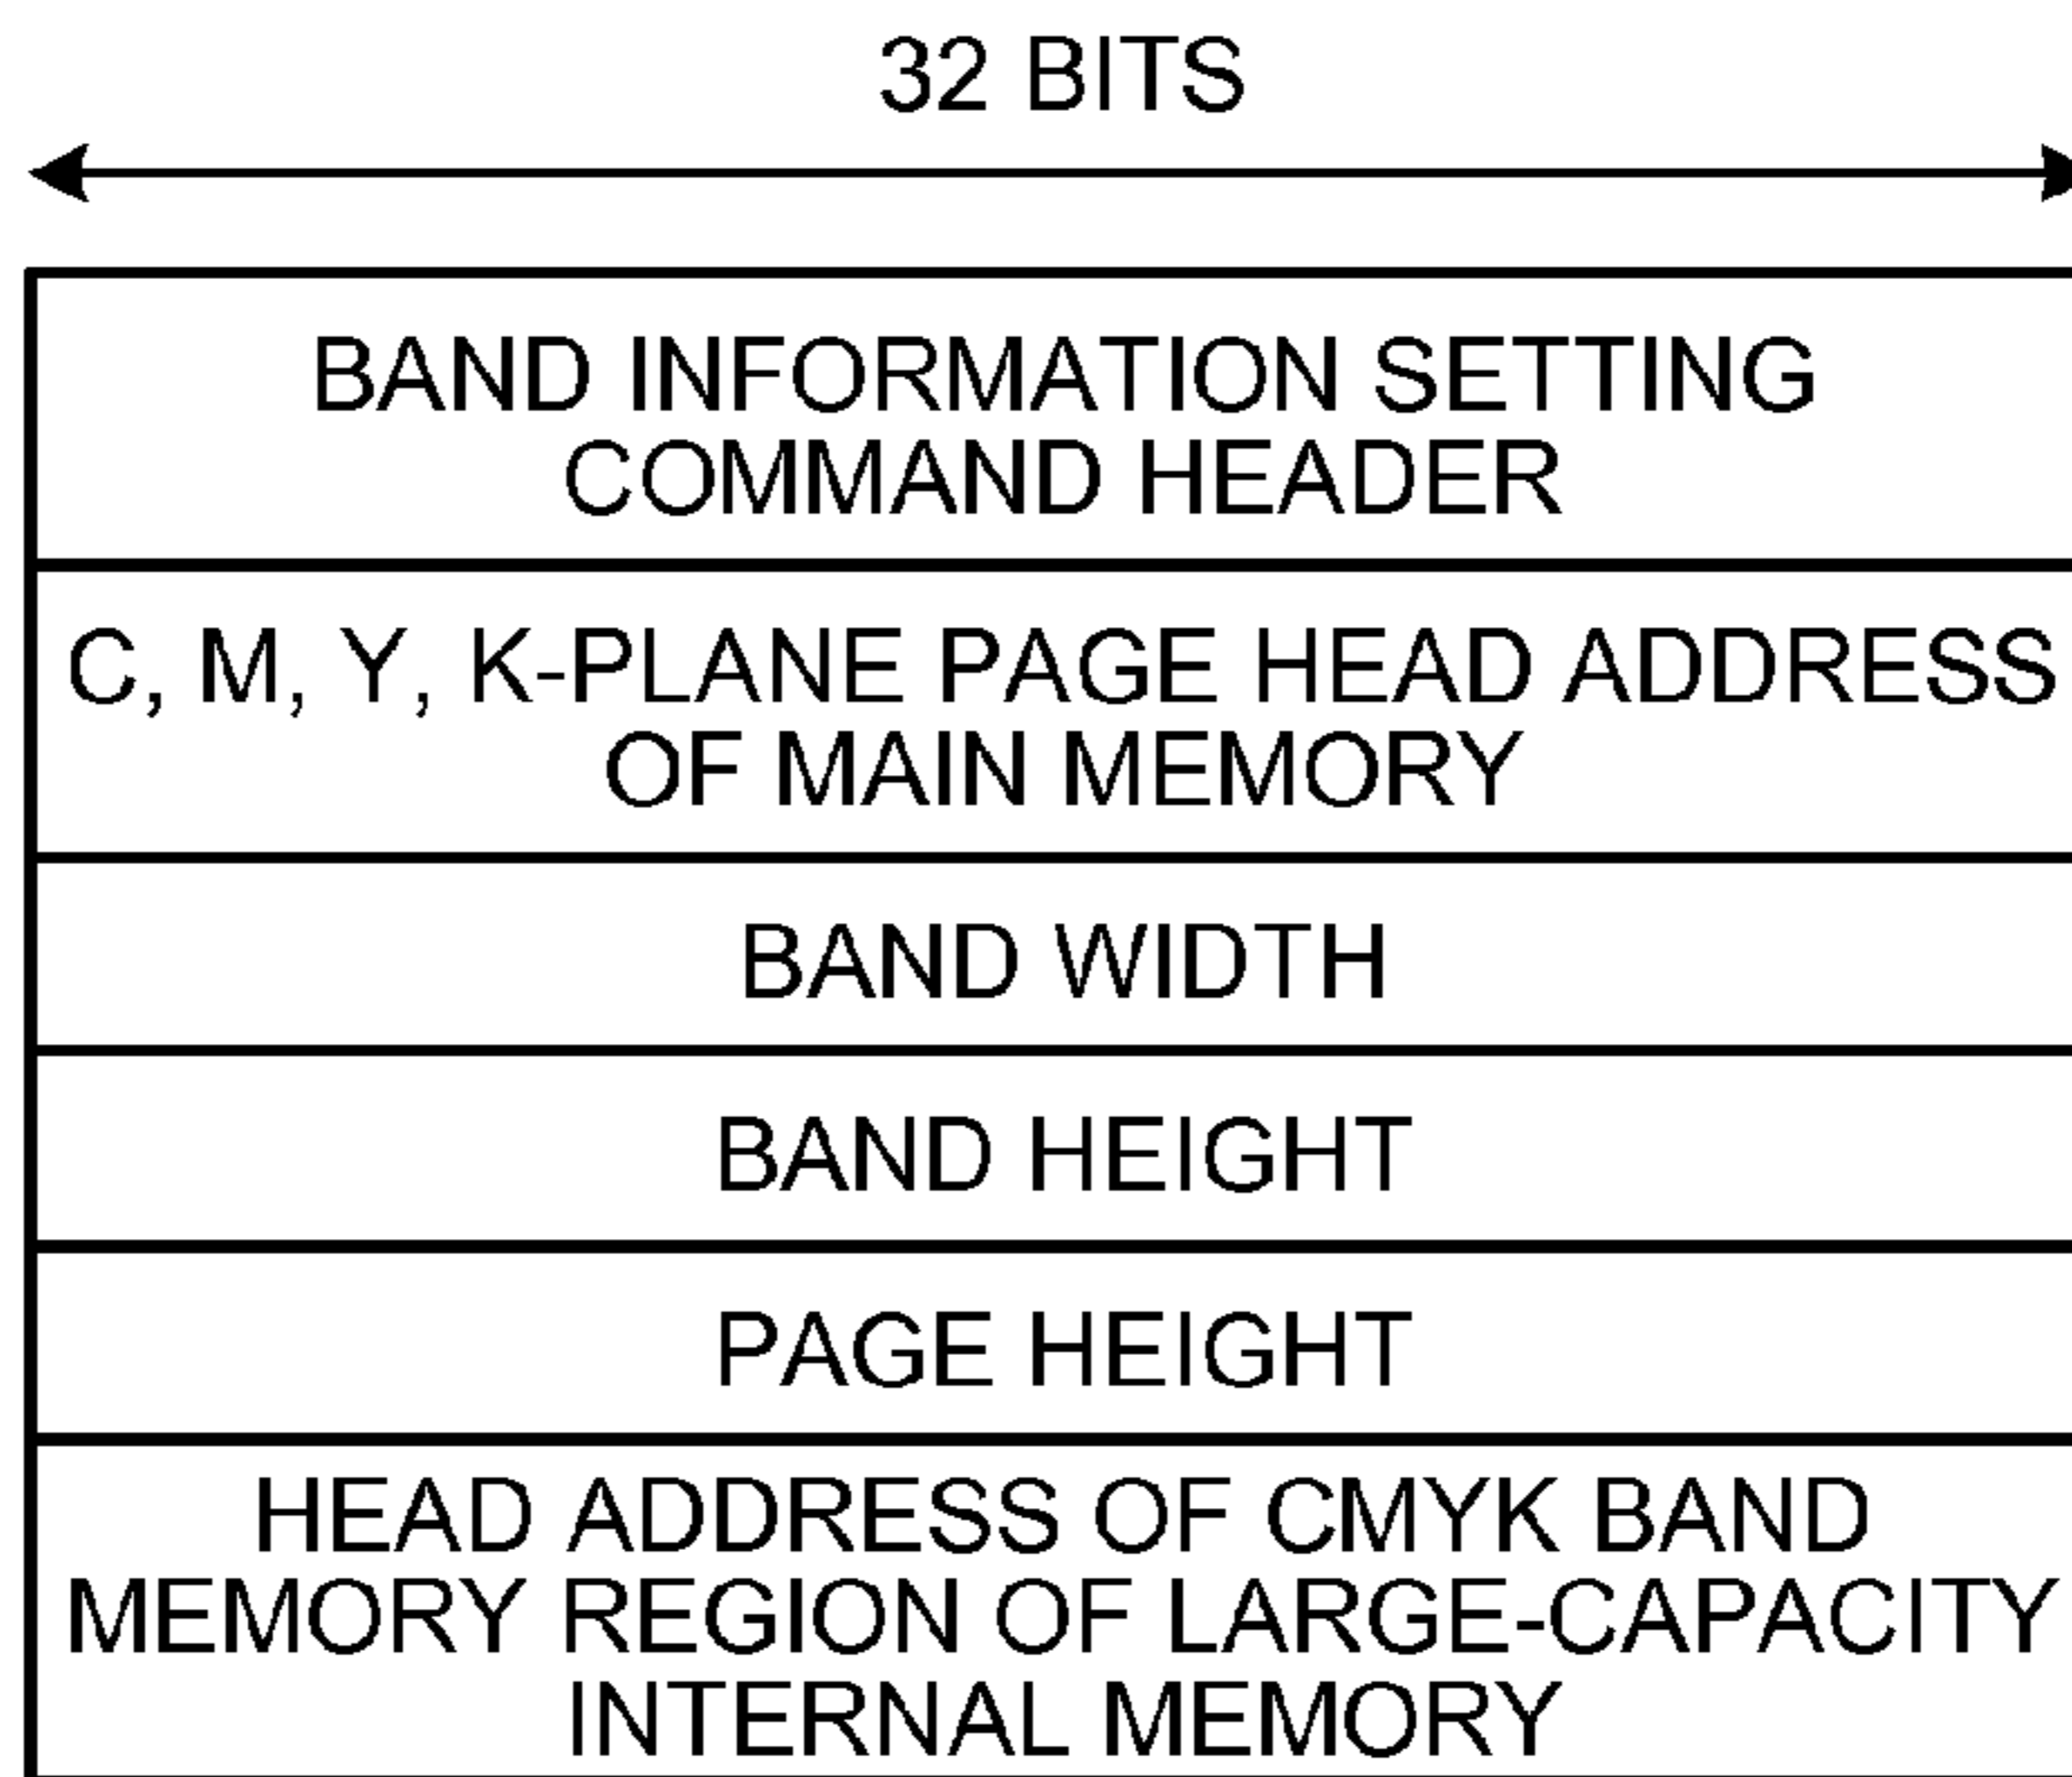 32 BITS
BAND INFORMATION SETTING
COMMAND HEADER
C, M, Y, K-PLANE PAGE HEAD ADDRESS
OF MAIN MEMORY
BAND WIDTH
BAND HEIGHT
PAGE HEIGHT
HEAD ADDRESS OF CMYK BAND
MEMORY REGION OF LARGE-CAPACITY
INTERNAL MEMORY